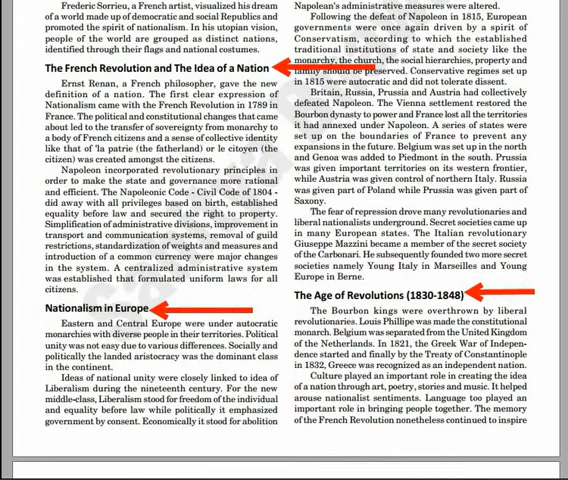 Frederic Sorrieu, a French artist, visualized his dream
of a world made up of democratic and social Republics and
promoted the spirit of nationalism. In his utopian vision,
people of the world are grouped as distinct nations,
identified through their flags and national costumes.
The French Revolution and The Idea of a Nation
Ernst Renan, a French philosopher, gave the new
definition of a nation. The first clear expression of
Nationalism came with the French Revolution in 1789 in
France. The political and constitutional changes that came
about led to the transfer of sovereignty from monarchy to
a body of French citizens and a sense of collective identity
like that of 'la patrie (the fatherland) or le citoyen (the
citizen) was created amongst the citizens.
Napoleon incorporated revolutionary principles in
order to make the state and governance more rational
and efficient. The Napoleonic Code - Civil Code of 1804 -
did away with all privileges based on birth, established
equality before law and secured the right to property.
Simplification of administrative divisions, improvement in
transport and communication systems, removal of guild
restrictions, standardization of weights and measures and
introduction of a common currency were major changes
in the system. A centralized administrative system
was established that formulated uniform laws for all
citizens.
Nationalism in Europe
Eastern and Central Europe were under autocratic
monarchies with diverse people in their territories. Political
unity was not easy due to various differences. Socially and
politically the landed aristocracy was the dominant class
in the continent.
Ideas of national unity were closely linked to idea of
Liberalism during the nineteenth century. For the new
middle-class, Liberalism stood for freedom of the individual
and equality before law while politically it emphasized
government by consent. Economically it stood for abolition
Napoleon's administrative measures were altered.
Following the defeat of Napoleon in 1815, European
governments were once again driven by a spirit of
Conservatism, according to which the established
traditional institutions of state and society like the
monarchy, the church, the social hierarchies, property and
family should be preserved. Conservative regimes set up
in 1815 were autocratic and did not tolerate dissent.
Britain, Russia, Prussia and Austria had collectively
defeated Napoleon. The Vienna settlement restored the
Bourbon dynasty to power and France lost all the territories
it had annexed under Napoleon. A series of states were
set up on the boundaries of France to prevent any
expansions in the future. Belgium was set up in the north
and Genoa was added to Piedmont in the south. Prussia
was given important territories on its western frontier,
while Austria was given control of northern Italy. Russia
was given part of Poland while Prussia was given part of
Saxony.
The fear of repression drove many revolutionaries and
liberal nationalists underground. Secret societies came up
in many European states. The Italian revolutionary
Giuseppe Mazzini became a member of the secret society
of the Carbonari. He subsequently founded two more secret
societies namely Young Italy in Marseilles and Young
Europe in Berne.
The Age of Revolutions (1830-1848)
The Bourbon kings were overthrown by liberal
revolutionaries. Louis Phillipe was made the constitutional
monarch. Belgium was separated from the United Kingdom
of the Netherlands. In 1821, the Greek War of Indepen-
dence started and finally by the Treaty of Constantinople
in 1832, Greece was recognized as an independent nation.
Culture played an important role in creating the idea
of a nation through art, poetry, stories and music. It helped
arouse nationalist sentiments. Language too played an
important role in bringing people together. The memory
of the French Revolution nonetheless continued to inspire